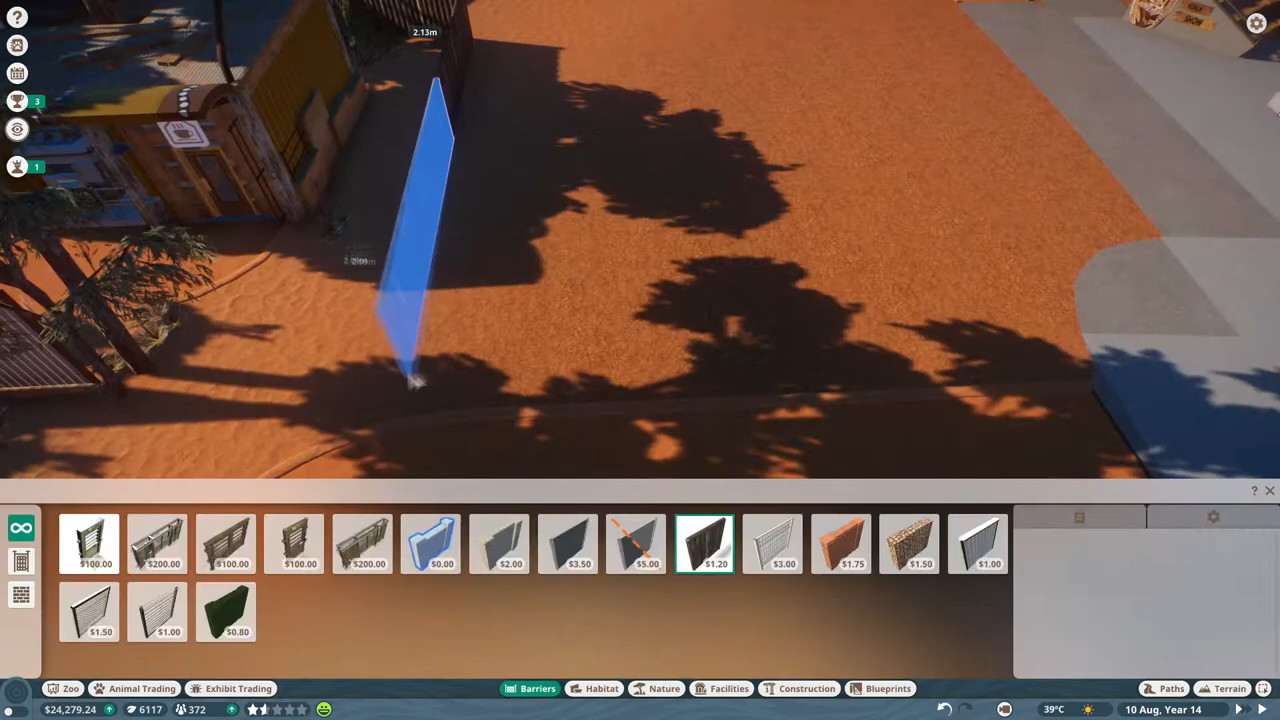 2.13m
3
1
?
$100.00
$200.00
$100.00
$100.00
$200.00
$0.00
$2.00
$3.50
$5.00
$1.20
$3.00
$1.75
$1.50
$1.00
$1.50
$1.00
$0.80
Zoo
Animal Trading
Exhibit Trading
Barriers
Habitat
Nature
Facilities
Construction
Blueprints
Paths
Terrain
$24,279.24
6117
372
39°C
10 Aug, Year 14